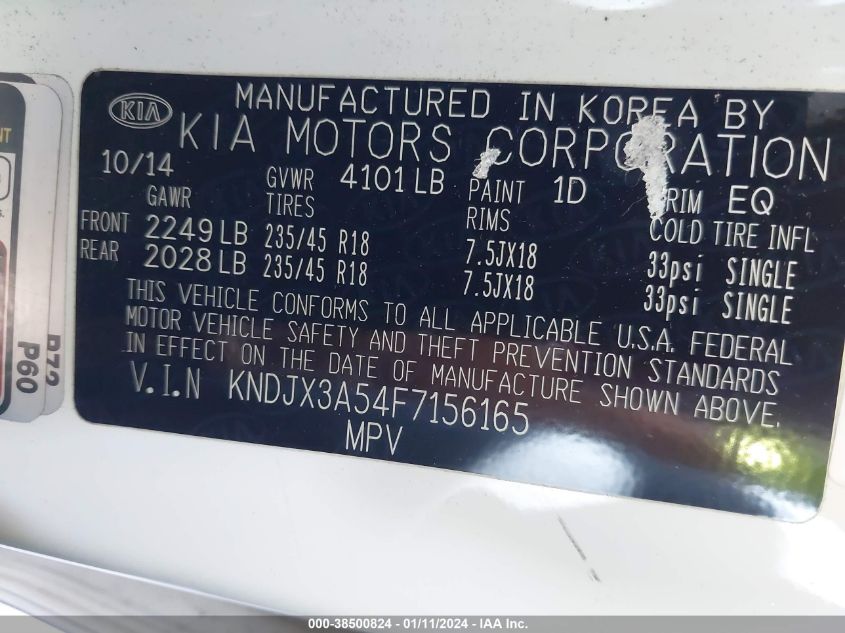 KIA
MANUFACTURED IN KOREA BY
KIA MOTORS CORPORATION
10/14
GAWR GVWR 4101 LB PAINT 1D TRIM EQ
TIRES RIMS COLD TIRE INFL
FRONT 2249 LB 235/45 R18 7.5JX18 33psi SINGLE
REAR 2028 LB 235/45 R18 7.5JX18 33psi SINGLE
THIS VEHICLE CONFORMS TO ALL APPLICABLE U.S.A. FEDERAL
MOTOR VEHICLE SAFETY AND THEFT PREVENTION STANDARDS
IN EFFECT ON THE DATE OF MANUFACTURE SHOWN ABOVE.
V.I.N KNDJX3A54F7156165
MPV
P60
000-38500824 - 01/11/2024 - IAA Inc.